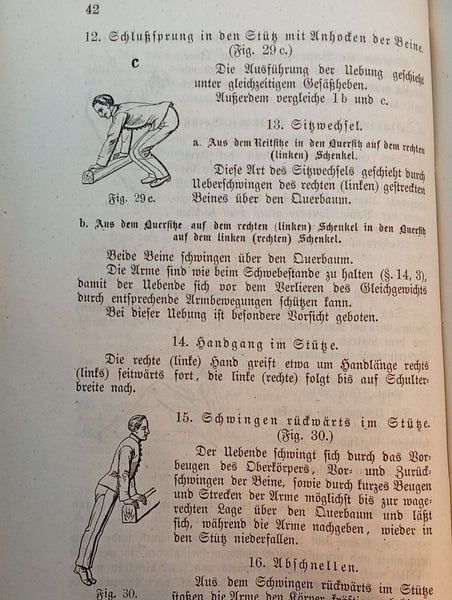 42
12. Schlußsprung in den Stütz mit Anhocken der Beine.
(Fig. 29 c.)
c
Die Ausführung der Uebung geschieht
unter gleichzeitigem Gesäßheben.
Außerdem vergleiche 1 b und c.
13. Sitzwechsel.
a. Aus dem Reitsitze in den Quersitz auf dem rechten
(linken) Schenkel.
Diese Art des Sitzwechsels geschieht durch
Ueberschwingen des rechten (linken) gestreckten
Beines über den Querbaum.
Fig. 29 c.
b. Aus dem Quersitze auf dem rechten (linken) Schenkel in den Quersitz
auf dem linken (rechten) Schenkel.
Beide Beine schwingen über den Querbaum.
Die Arme sind wie beim Schwebestande zu halten (§. 14, 3),
damit der Uebende sich vor dem Verlieren des Gleichgewichts
durch entsprechende Armbewegungen schützen kann.
Bei dieser Uebung ist besondere Vorsicht geboten.
14. Handgang im Stütze.
Die rechte (linke) Hand greift etwa um Handlänge rechts
(links) seitwärts fort, die linke (rechte) folgt bis auf Schulter-
breite nach.
15. Schwingen rückwärts im Stütze.
(Fig. 30.)
Der Uebende schwingt sich durch das Vor-
beugen des Oberkörpers, Vor- und Zurück-
schwingen der Beine, sowie durch kurzes Beugen
und Strecken der Arme möglichst bis zur wage-
rechten Lage über den Querbaum und läßt
sich, während die Arme nachgeben, wieder in
den Stütz niederfallen.
16. Abschnellen.
Fig. 30.
Aus dem Schwingen rückwärts im Stütze
stoßen die Arme den Körper kräftig